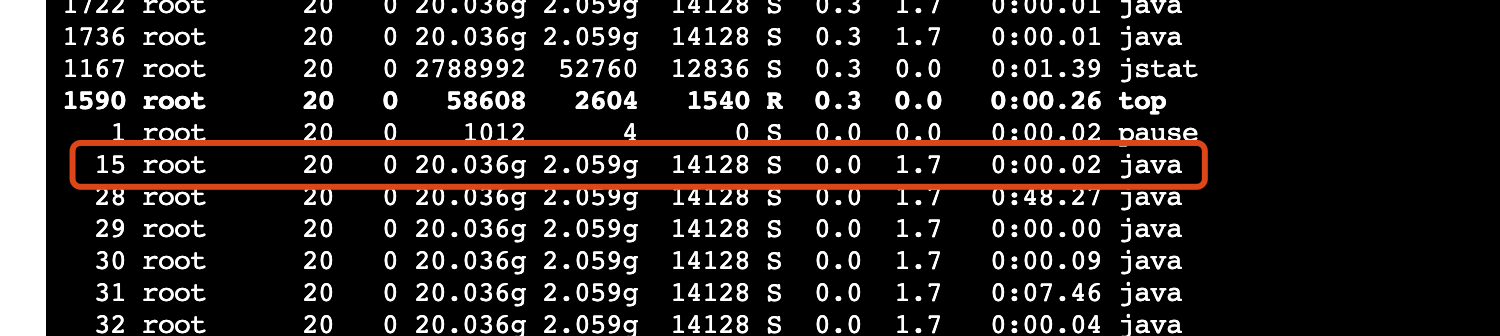 1722 root 20 0 20.036g 2.059g 14128 S 0.3 1.7 0:00.01 java
1736 root 20 0 20.036g 2.059g 14128 S 0.3 1.7 0:00.01 java
1167 root 20 0 2788992 52760 12836 S 0.3 0.0 0:01.39 jstat
1590 root 20 0 58608 2604 1540 R 0.3 0.0 0:00.26 top
1 root 20 0 1012 4 0 S 0.0 0.0 0:00.02 pause
15 root 20 0 20.036g 2.059g 14128 S 0.0 1.7 0:00.02 java
28 root 20 0 20.036g 2.059g 14128 S 0.0 1.7 0:48.27 java
29 root 20 0 20.036g 2.059g 14128 S 0.0 1.7 0:00.00 java
30 root 20 0 20.036g 2.059g 14128 S 0.0 1.7 0:00.09 java
31 root 20 0 20.036g 2.059g 14128 S 0.0 1.7 0:07.46 java
32 root 20 0 20.036g 2.059g 14128 S 0.0 1.7 0:00.04 java